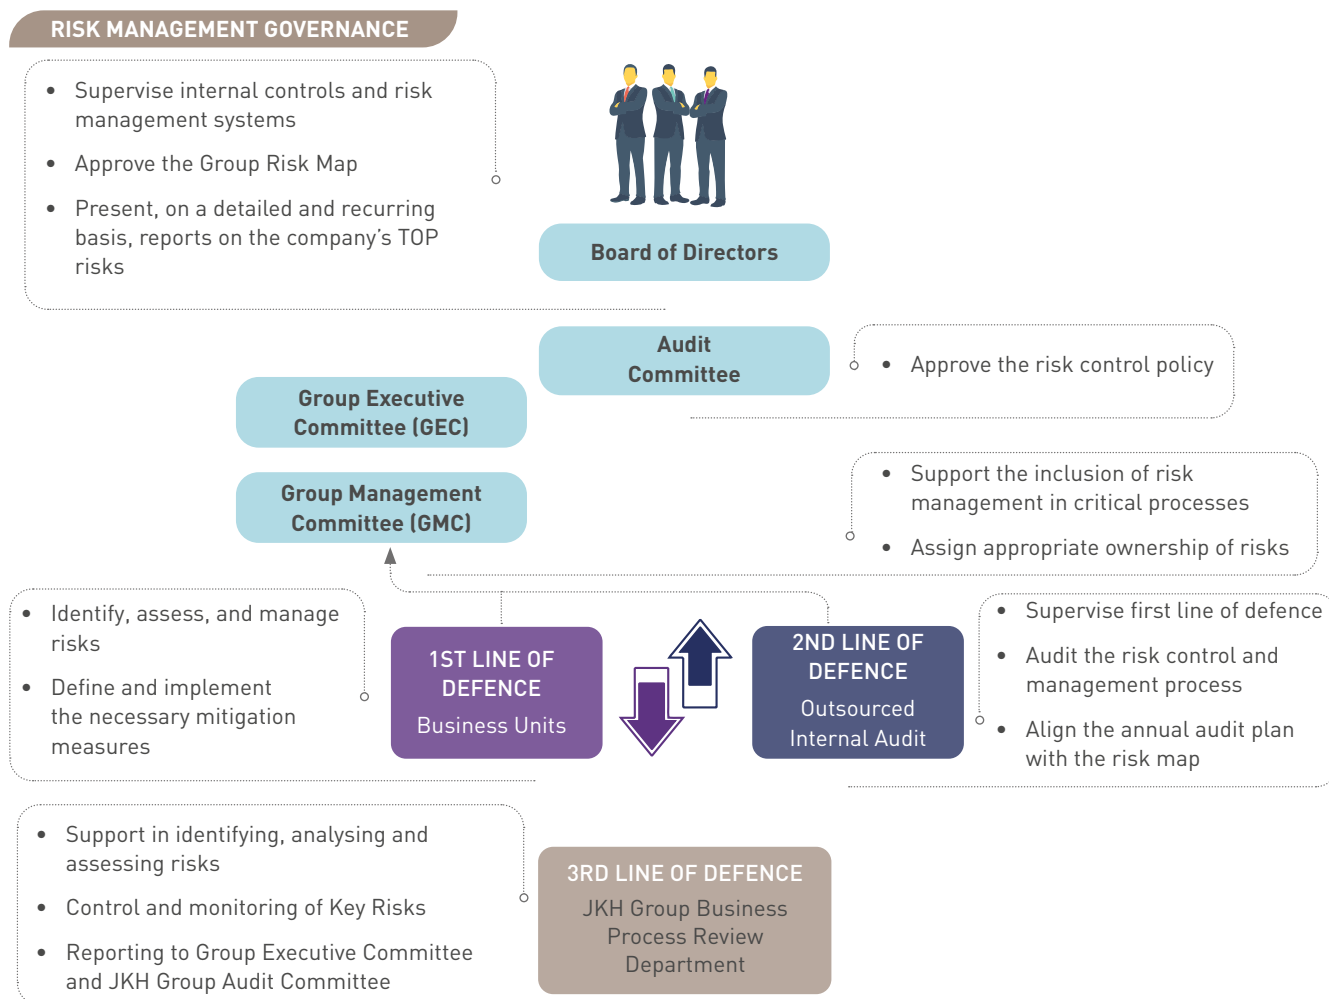 RISK MANAGEMENT GOVERNANCE
• Supervise internal controls and risk
management systems
• Approve the Group Risk Map
• Present, on a detailed and recurring
basis, reports on the company’s TOP
risks
Board of Directors
Audit
Committee
• Approve the risk control policy
Group Executive
Committee (GEC)
Group Management
Committee (GMC)
• Support the inclusion of risk
management in critical processes
• Assign appropriate ownership of risks
• Identify, assess, and manage
risks
• Define and implement
the necessary mitigation
measures
1ST LINE OF
DEFENCE
Business Units
2ND LINE OF
DEFENCE
Outsourced
Internal Audit
• Supervise first line of defence
• Audit the risk control and
management process
• Align the annual audit plan
with the risk map
• Support in identifying, analysing and
assessing risks
• Control and monitoring of Key Risks
• Reporting to Group Executive Committee
and JKH Group Audit Committee
3RD LINE OF DEFENCE
JKH Group Business
Process Review
Department